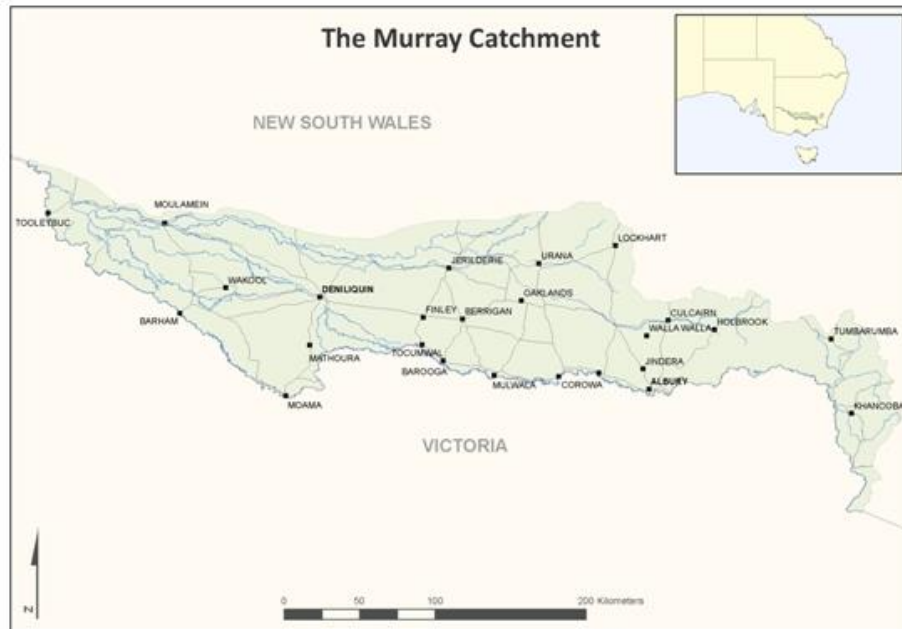 The Murray Catchment
NEW SOUTH WALES
TOOLEYBUC
MOULAMEIN
LOCKHART
URANA
JERILDERIE
WAKOOL
DENILIQUIN
OAKLANDS
BARHAM
FINLEY
BERRIGAN
CULCAIRN
WALLA WALLA
HOLBROOK
TUMBARUMBA
MATHOURA
TOCUMWAL
BAROOGA
JINDERA
MULWALA
COROWA
ALBURY
MOAMA
KHANCOBA
VICTORIA
N
0 50 100 200 Kilometers